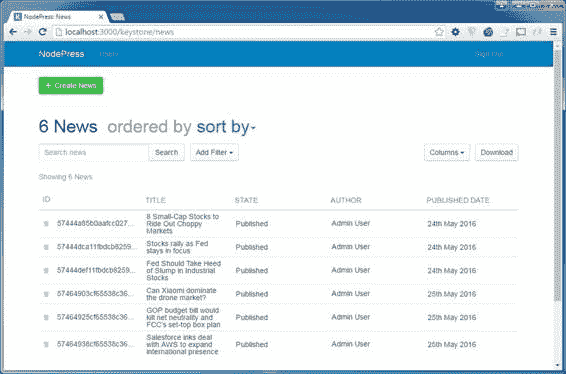 NodePress: News
localhost:3000/keystone/news
NodePress Users Sign Out
+ Create News
6 News ordered by sort by
Search news Search Add Filter Columns Download
Showing 6 News
ID TITLE STATE AUTHOR PUBLISHED DATE
8 Small-Cap Stocks to
57444a85b0aafcc027... Ride Out Choppy Published Admin User 24th May 2016
Markets
57444dca11fbdcb8259... Stocks rally as Fed Published Admin User 24th May 2016
stays in focus
Fed Should Take Heed
57444def11fbdcb8259... of Slump in Industrial Published Admin User 24th May 2016
Stocks
57464903cf65538c36... Can Xiaomi dominate Published Admin User 25th May 2016
the drone market?
GOP budget bill would
57464925cf65538c36... kill net neutrality and Published Admin User 25th May 2016
FCC's set-top box plan
Salesforce inks deal
57464938cf65538c36... with AWS to expand Published Admin User 25th May 2016
international presence